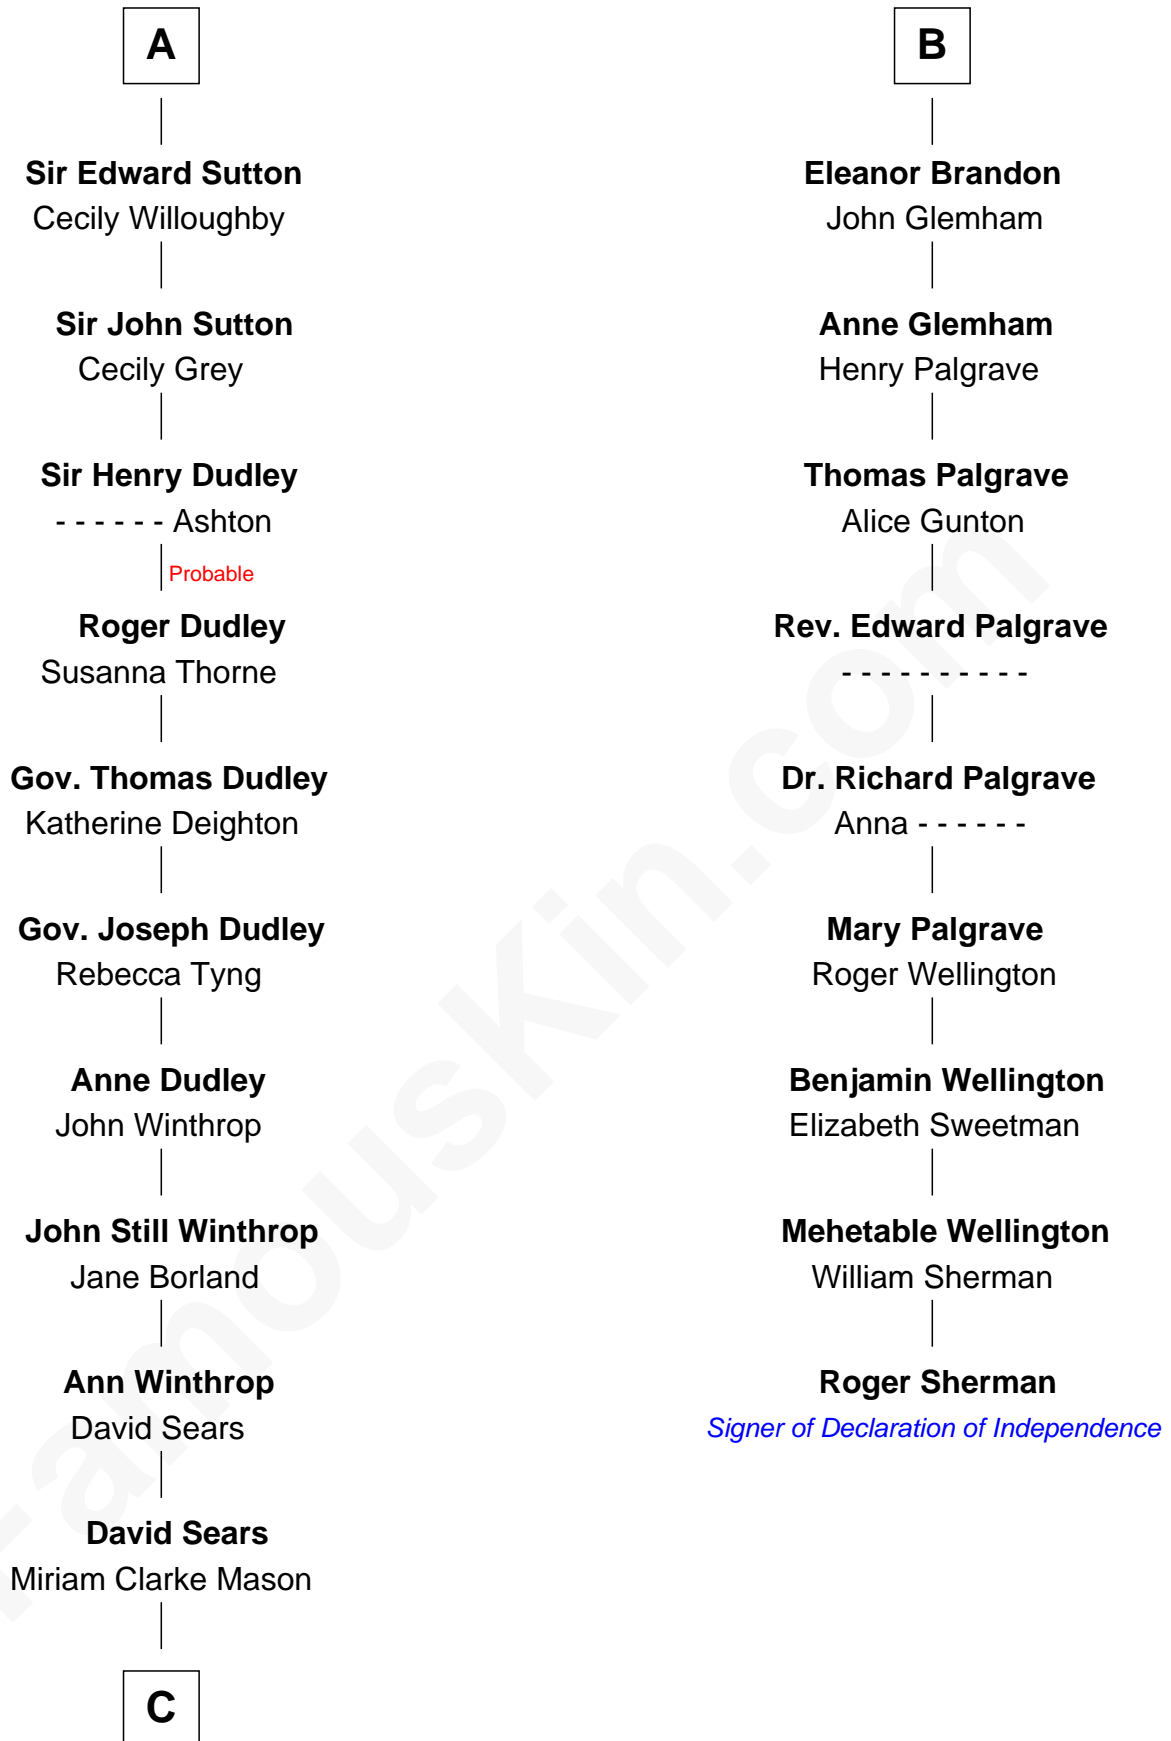 A
Sir Edward Sutton
Cecily Willoughby
Sir John Sutton
Cecily Grey
Sir Henry Dudley
- - - - - - Ashton
Probable
Roger Dudley
Susanna Thorne
Gov. Thomas Dudley
Katherine Deighton
Gov. Joseph Dudley
Rebecca Tyng
Anne Dudley
John Winthrop
John Still Winthrop
Jane Borland
Ann Winthrop
David Sears
David Sears
Miriam Clarke Mason
C
B
Eleanor Brandon
John Glemham
Anne Glemham
Henry Palgrave
Thomas Palgrave
Alice Gunton
Rev. Edward Palgrave
- - - - - - - - - -
Dr. Richard Palgrave
Anna - - - - - -
Mary Palgrave
Roger Wellington
Benjamin Wellington
Elizabeth Sweetman
Mehetable Wellington
William Sherman
Roger Sherman
Signer of Declaration of Independence
FamousKin.com